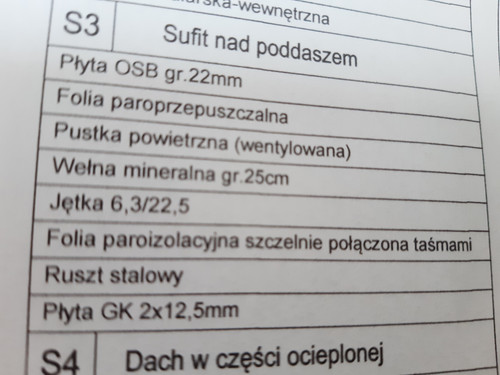 S3 Sufit nad poddaszem
Płyta OSB gr.22mm
Folia paroprzepuszczalna
Pustka powietrzna (wentylowana)
Wełna mineralna gr.25cm
Jętka 6,3/22,5
Folia paroizolacyjna szczelnie połączona taśmami
Ruszt stalowy
Płyta GK 2x12,5mm
S4 Dach w części ocieplonej